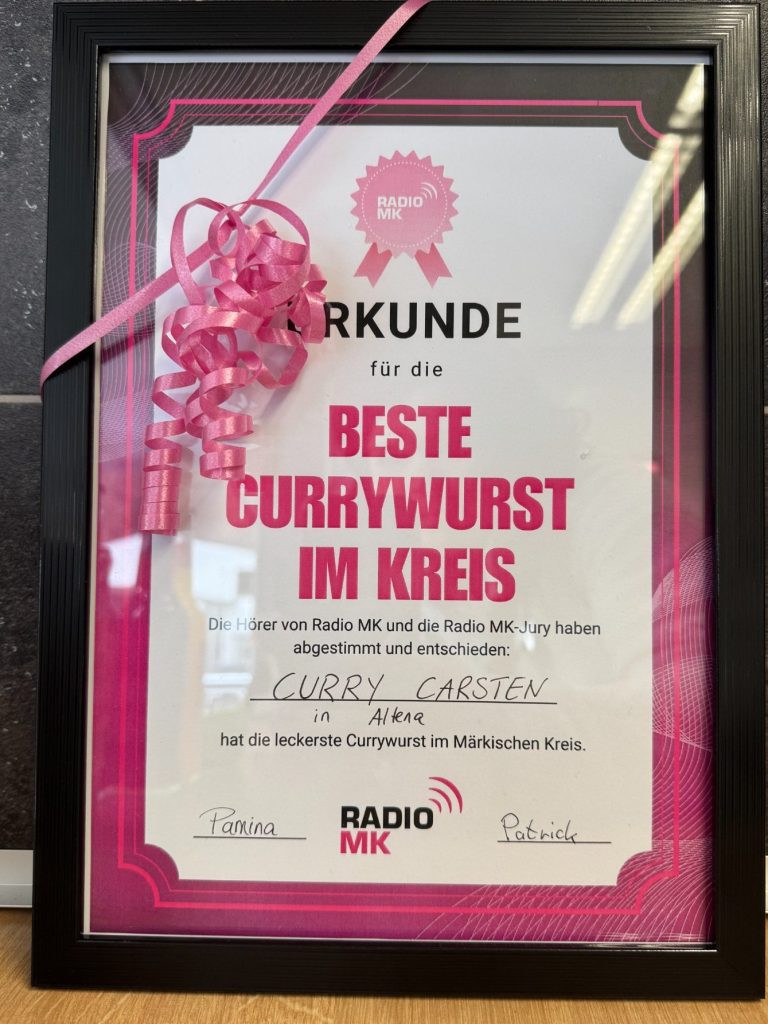 RADIO
MK
URKUNDE
für die
BESTE
CURRYWURST
IM KREIS
Die Hörer von Radio MK und die Radio MK-Jury haben
abgestimmt und entschieden:
CURRY CARSTEN
in Altena
hat die leckerste Currywurst im Märkischen Kreis.
Pamina
RADIO
MK
Patrick